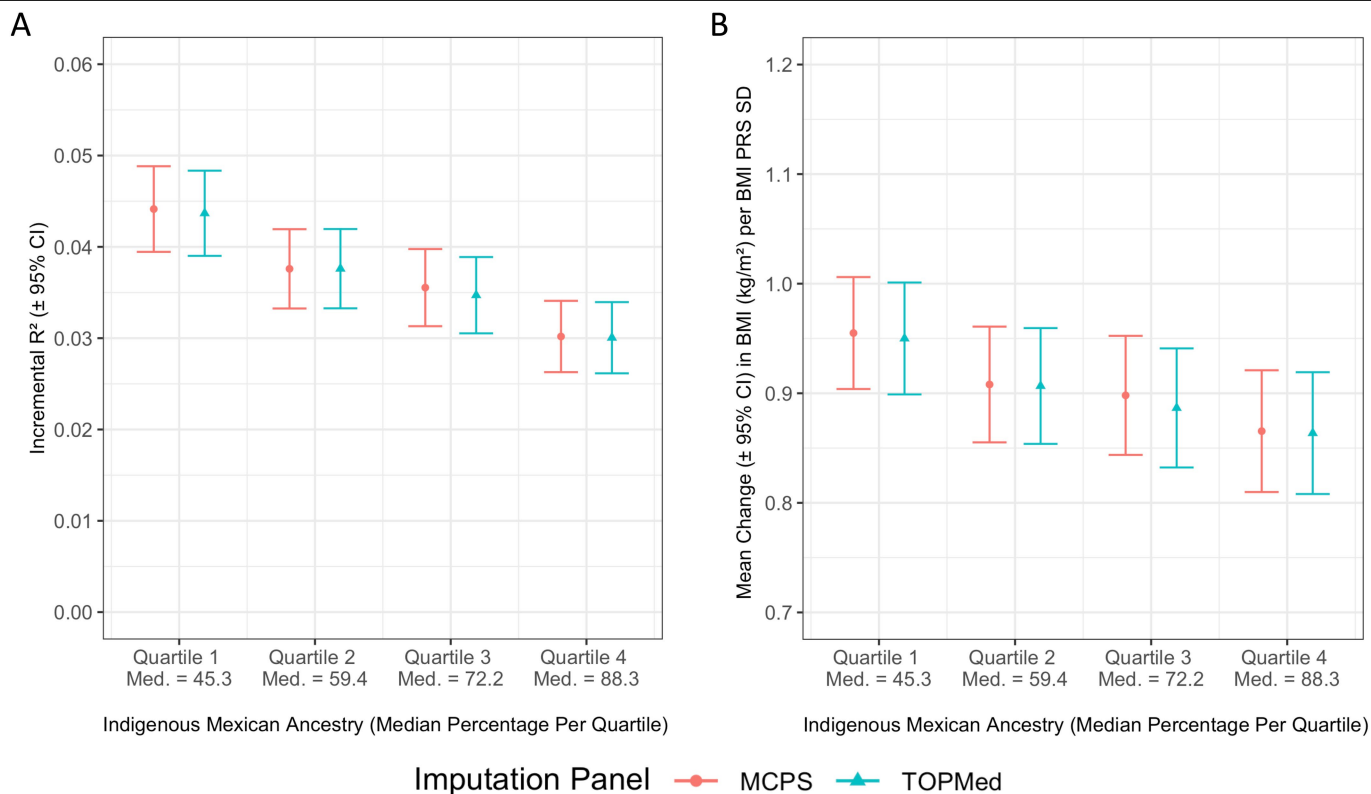 A
Incremental R² (± 95% CI)
0.06
0.05
0.04
0.03
0.02
0.01
0.00
Quartile 1
Med. = 45.3
Quartile 2
Med. = 59.4
Quartile 3
Med. = 72.2
Quartile 4
Med. = 88.3
Indigenous Mexican Ancestry (Median Percentage Per Quartile)
B
Mean Change (± 95% CI) in BMI (kg/m²) per BMI PRS SD
1.2
1.1
1.0
0.9
0.8
0.7
Quartile 1
Med. = 45.3
Quartile 2
Med. = 59.4
Quartile 3
Med. = 72.2
Quartile 4
Med. = 88.3
Indigenous Mexican Ancestry (Median Percentage Per Quartile)
Imputation Panel MCPS TOPMed